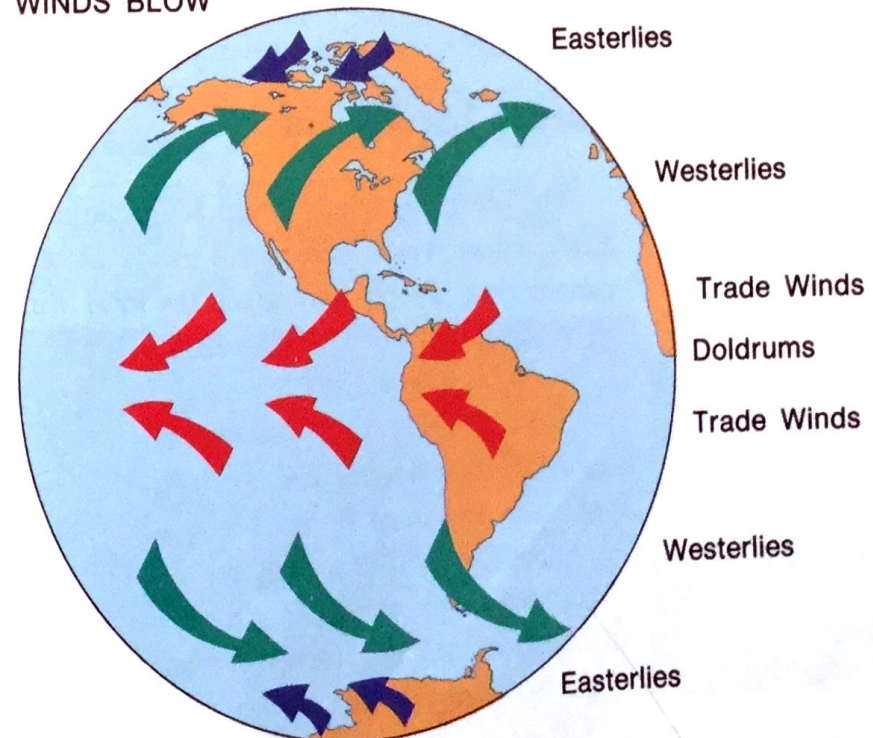 WINDS BLOW
Easterlies
Westerlies
Trade Winds
Doldrums
Trade Winds
Westerlies
Easterlies